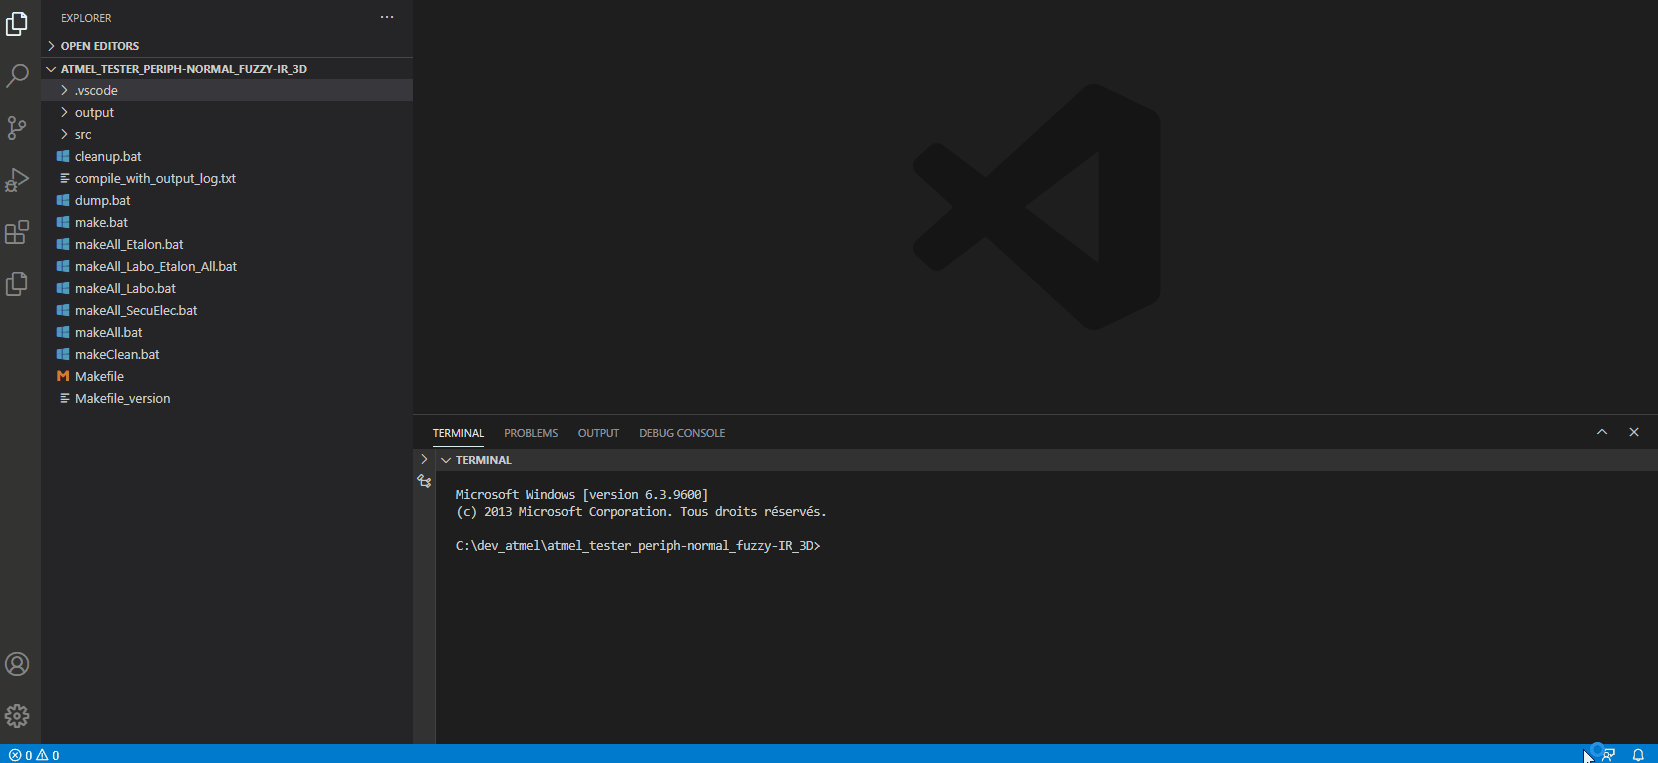 EXPLORER
OPEN EDITORS
ATMEL_TESTER_PERIPH-NORMAL_FUZZY-IR_3D
.vscode
output
src
cleanup.bat
compile_with_output_log.txt
dump.bat
make.bat
makeAll_Etalon.bat
makeAll_Labo_Etalon_All.bat
makeAll_Labo.bat
makeAll_SecuElec.bat
makeAll.bat
makeClean.bat
M Makefile
Makefile_version
TERMINAL PROBLEMS OUTPUT DEBUG CONSOLE
TERMINAL
Microsoft Windows [version 6.3.9600]
(c) 2013 Microsoft Corporation. Tous droits réservés.
C:\dev_atmel\atmel_tester_periph-normal_fuzzy-IR_3D>
0 0